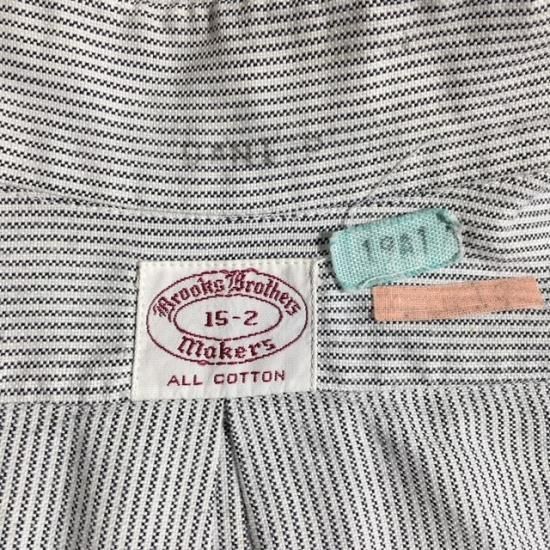 1981
Brooks Brothers
15-2
Makers
ALL COTTON